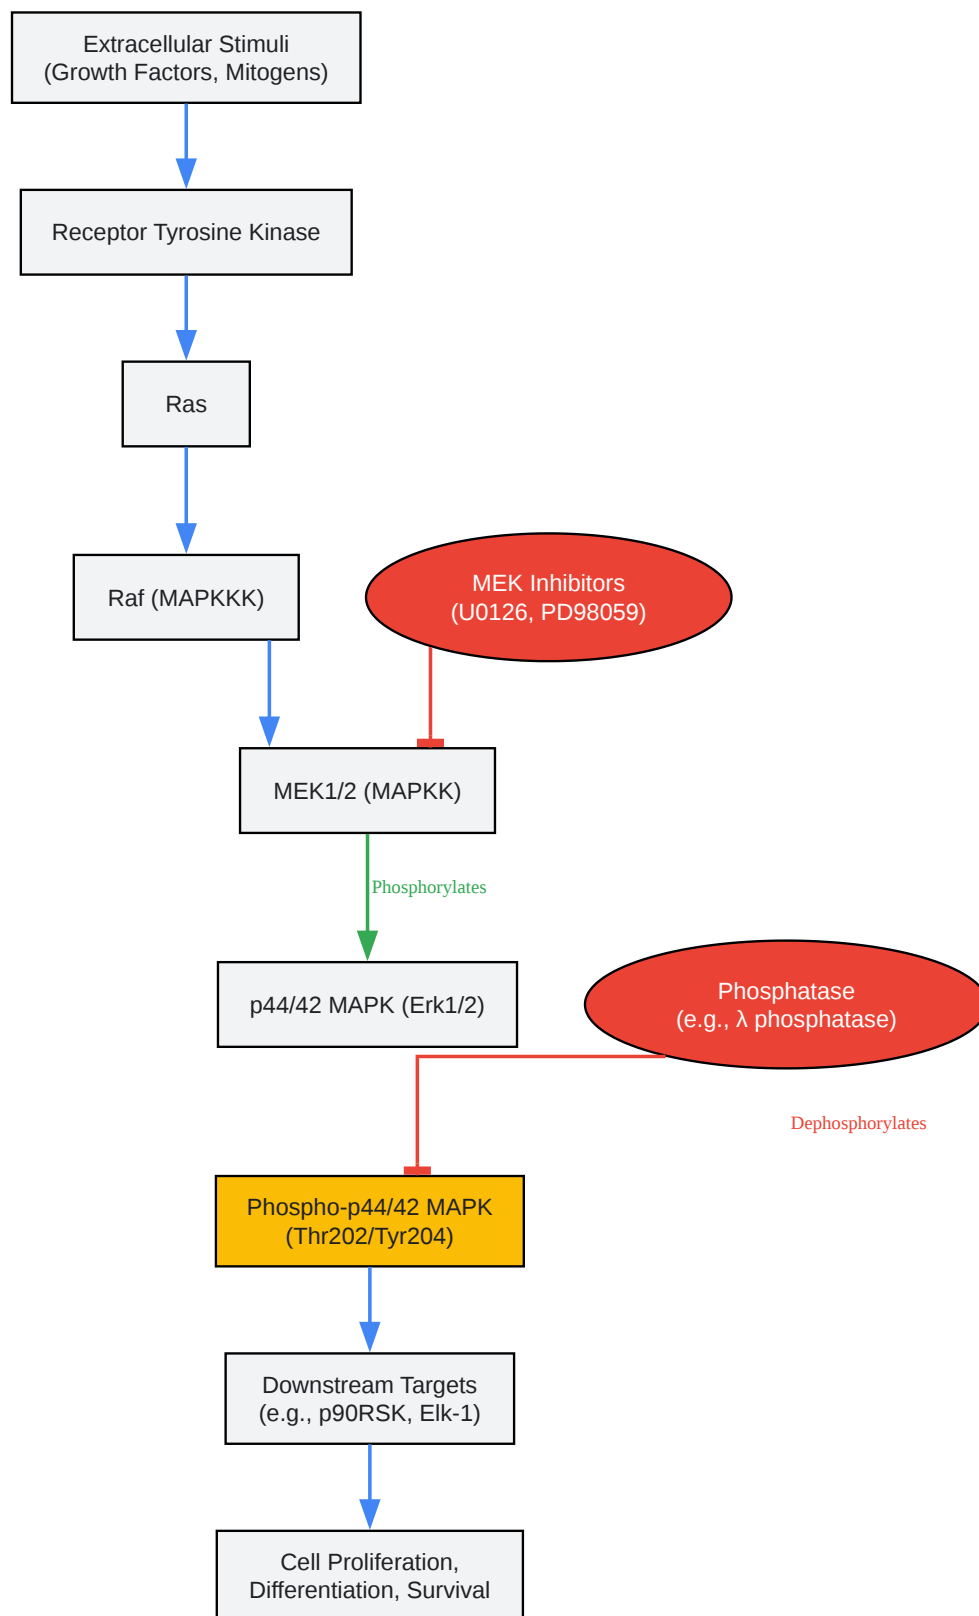 Extracellular Stimuli
(Growth Factors, Mitogens)
Receptor Tyrosine Kinase
Ras
Raf (MAPKKK)
MEK Inhibitors
(U0126, PD98059)
MEK1/2 (MAPKK)
Phosphorylates
p44/42 MAPK (Erk1/2)
Phosphatase
(e.g., λ phosphatase)
Dephosphorylates
Phospho-p44/42 MAPK
(Thr202/Tyr204)
Downstream Targets
(e.g., p90RSK, Elk-1)
Cell Proliferation,
Differentiation, Survival